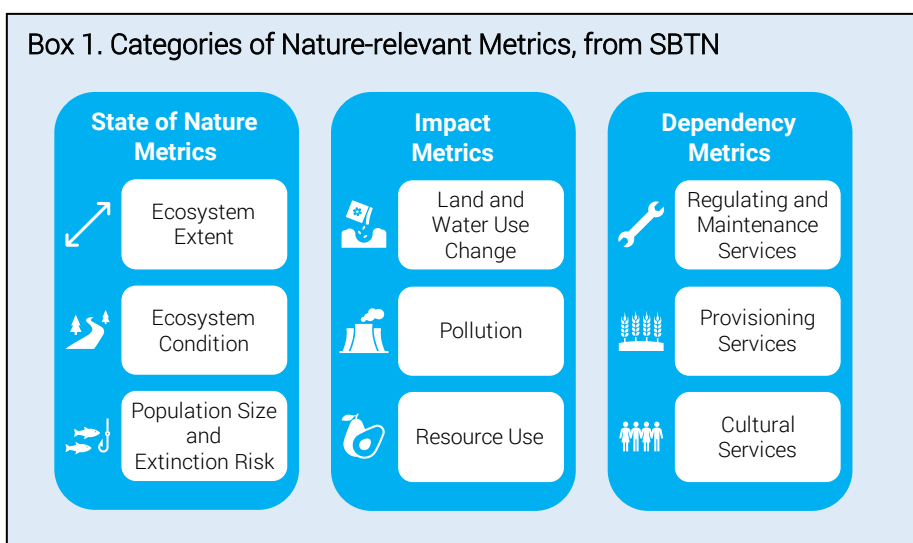 Box 1. Categories of Nature-relevant Metrics, from SBTN
State of Nature
Metrics
Ecosystem
Extent
Ecosystem
Condition
Population Size
and
Extinction Risk
Impact
Metrics
Land and
Water Use
Change
Pollution
Resource Use
Dependency
Metrics
Regulating and
Maintenance
Services
Provisioning
Services
Cultural
Services